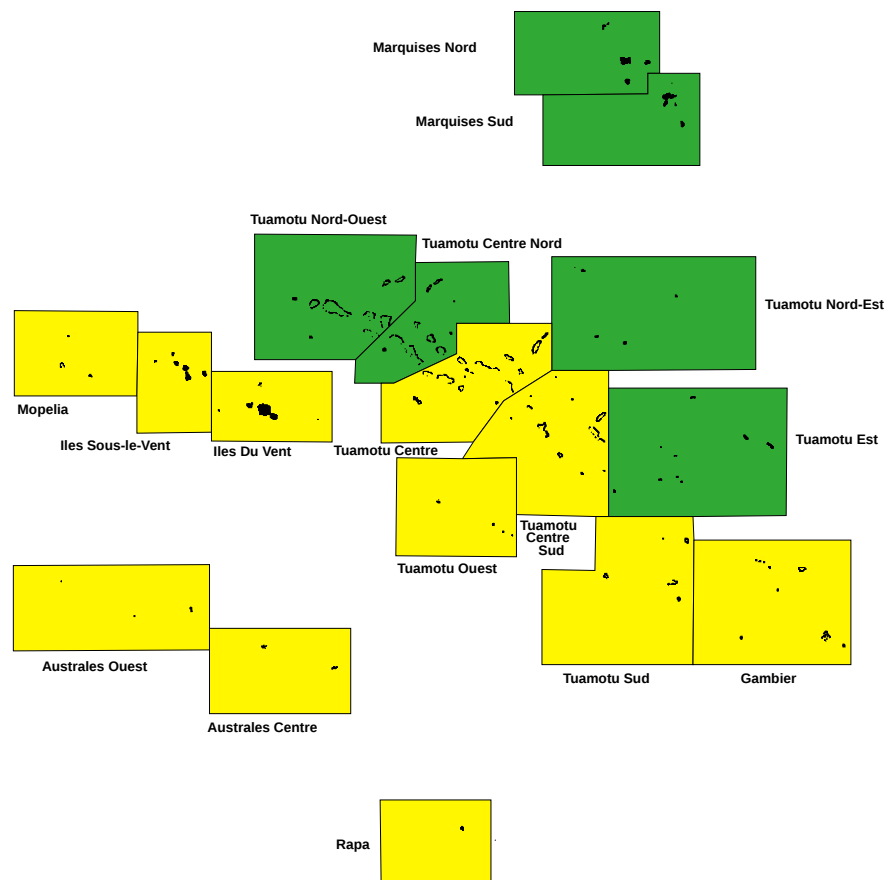 Marquises Nord
Marquises Sud
Tuamotu Nord-Ouest
Tuamotu Centre Nord
Tuamotu Nord-Est
Mopelia
Iles Sous-le-Vent
Iles Du Vent
Tuamotu Centre
Tuamotu Est
Tuamotu
Centre
Sud
Tuamotu Ouest
Australes Ouest
Tuamotu Sud
Gambier
Australes Centre
Rapa